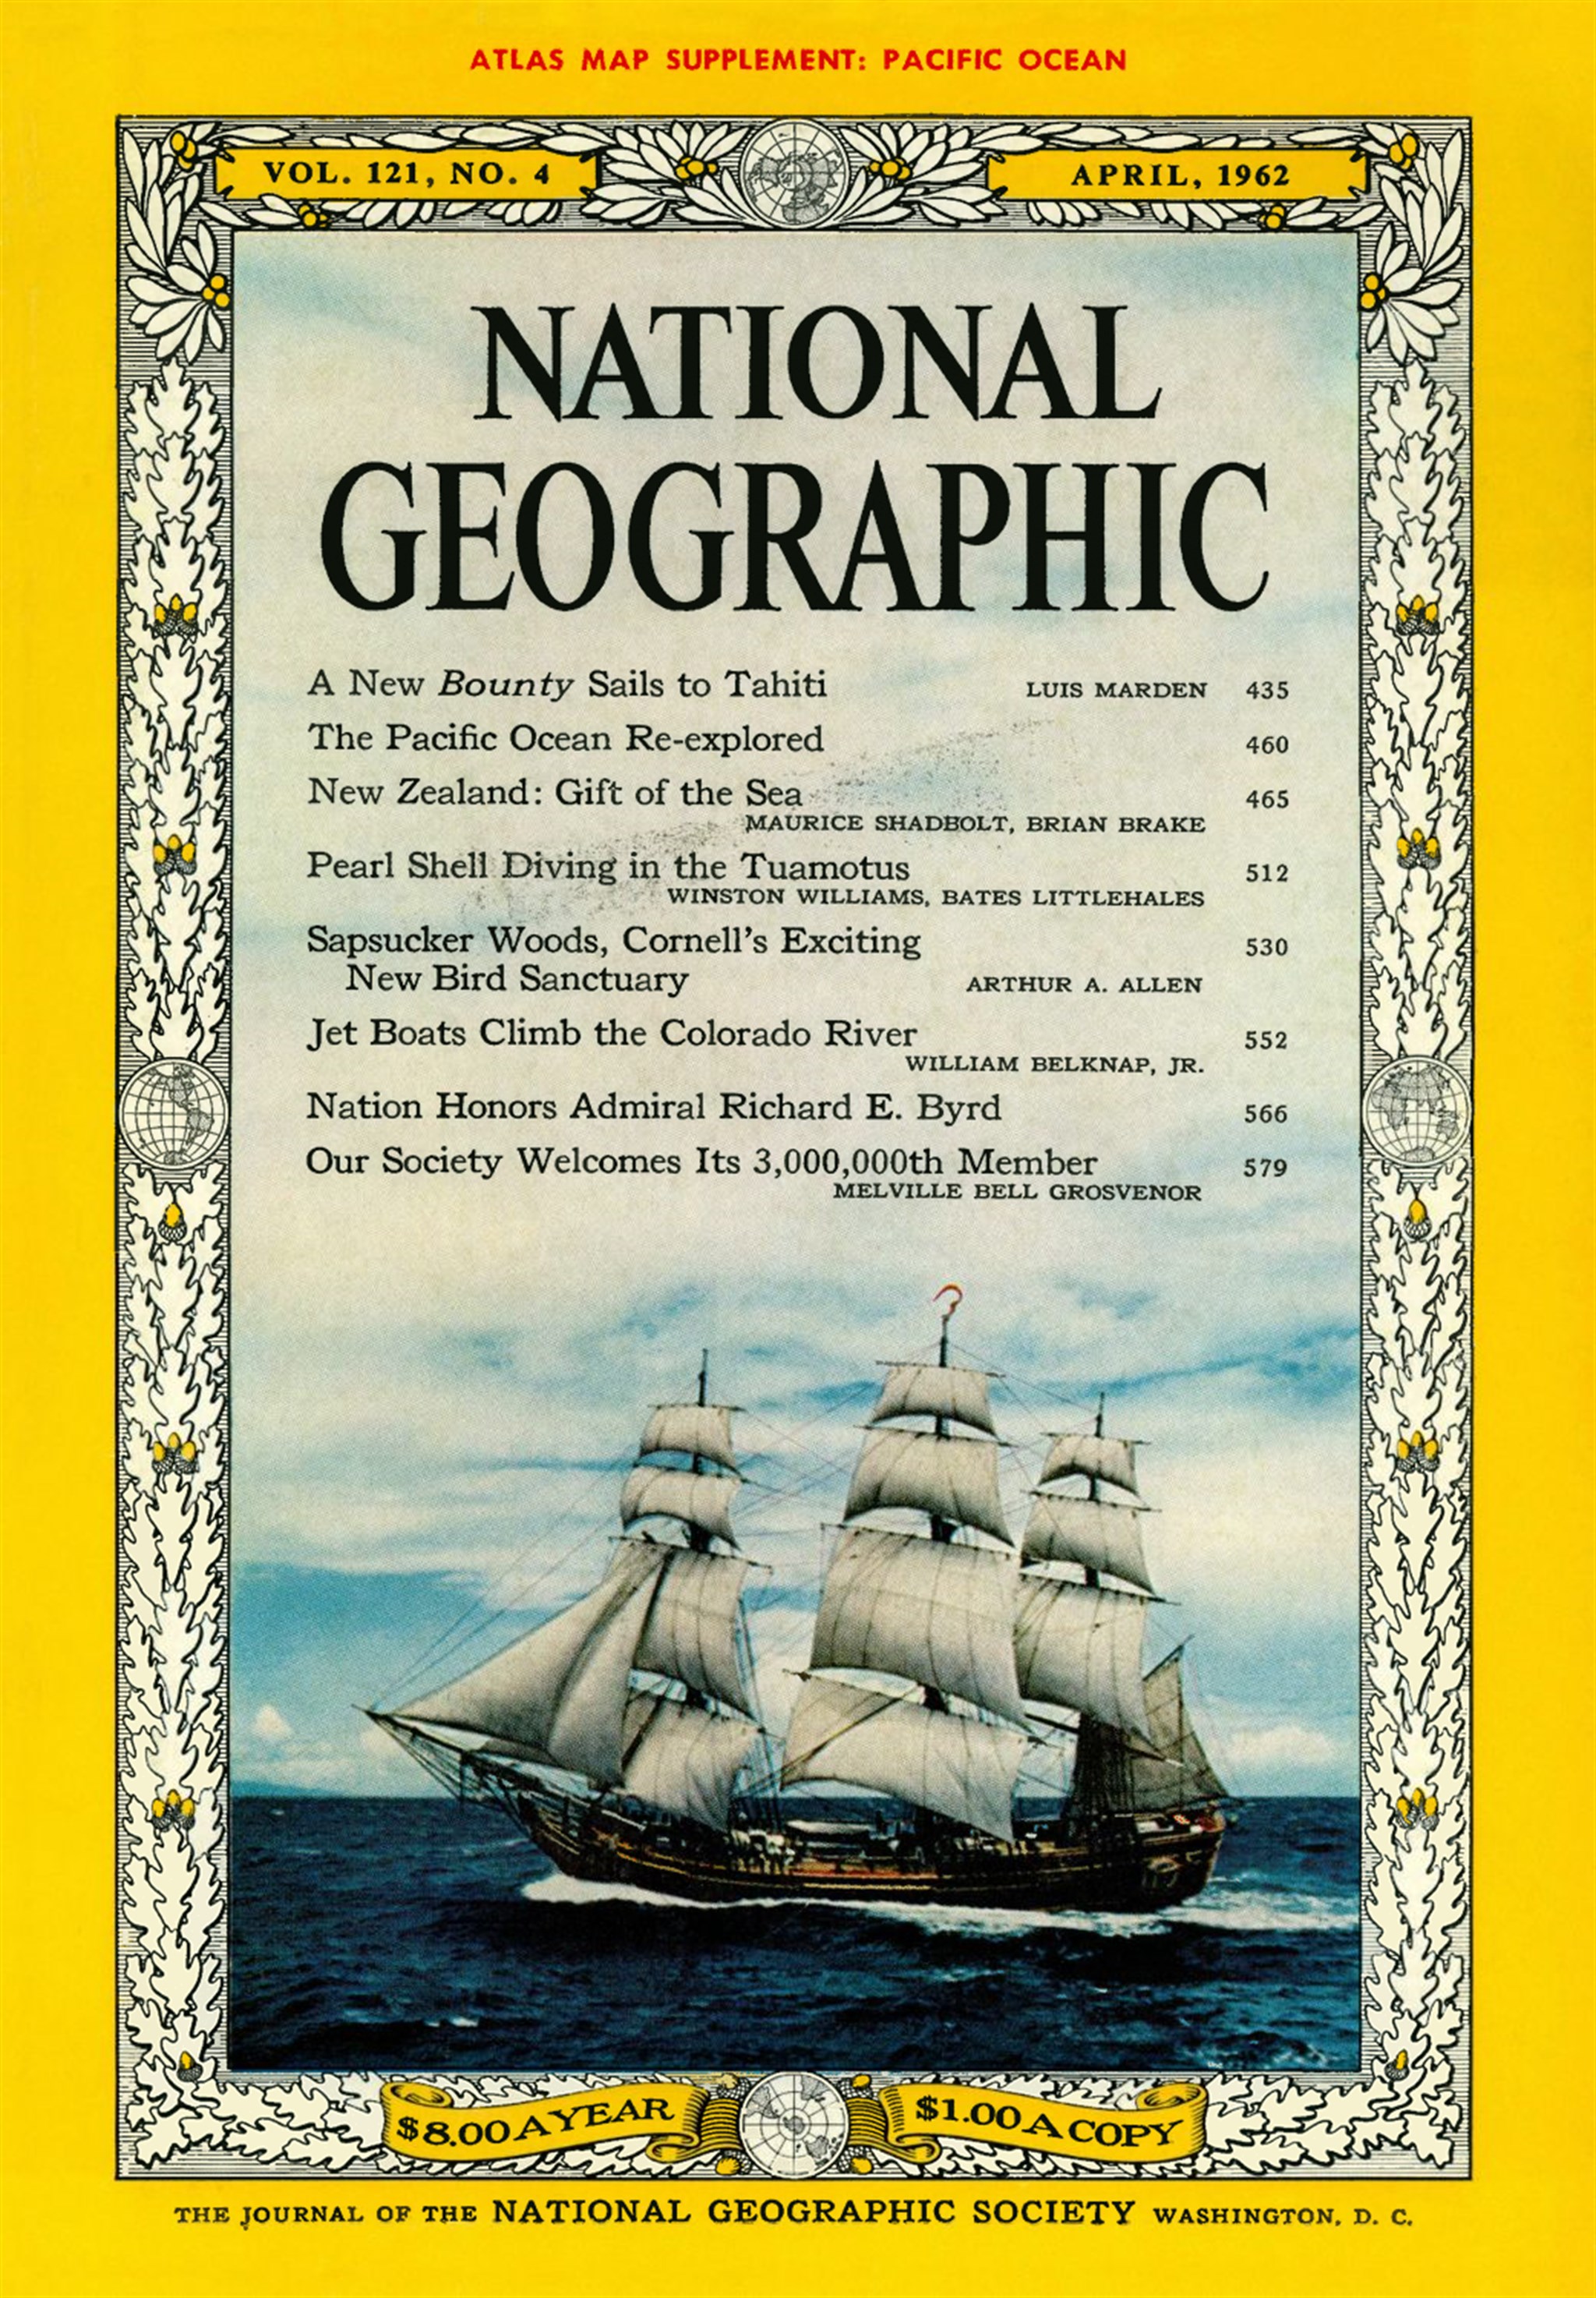 ATLAS MAP SUPPLEMENT: PACIFIC OCEAN
VOL. 121, NO. 4
APRIL, 1962
NATIONAL
GEOGRAPHIC
A New Bounty Sails to Tahiti LUIS MARDEN 435
The Pacific Ocean Re-explored 460
New Zealand: Gift of the Sea 465
MAURICE SHADBOLT, BRIAN BRAKE
Pearl Shell Diving in the Tuamotus 512
WINSTON WILLIAMS, BATES LITTLEHALES
Sapsucker Woods, Cornell's Exciting 530
New Bird Sanctuary ARTHUR A. ALLEN
Jet Boats Climb the Colorado River 552
WILLIAM BELKNAP, JR.
Nation Honors Admiral Richard E. Byrd 566
Our Society Welcomes Its 3,000,000th Member 579
MELVILLE BELL GROSVENOR
$8.00 A YEAR
$1.00 A COPY
THE JOURNAL OF THE NATIONAL GEOGRAPHIC SOCIETY WASHINGTON, D. C.